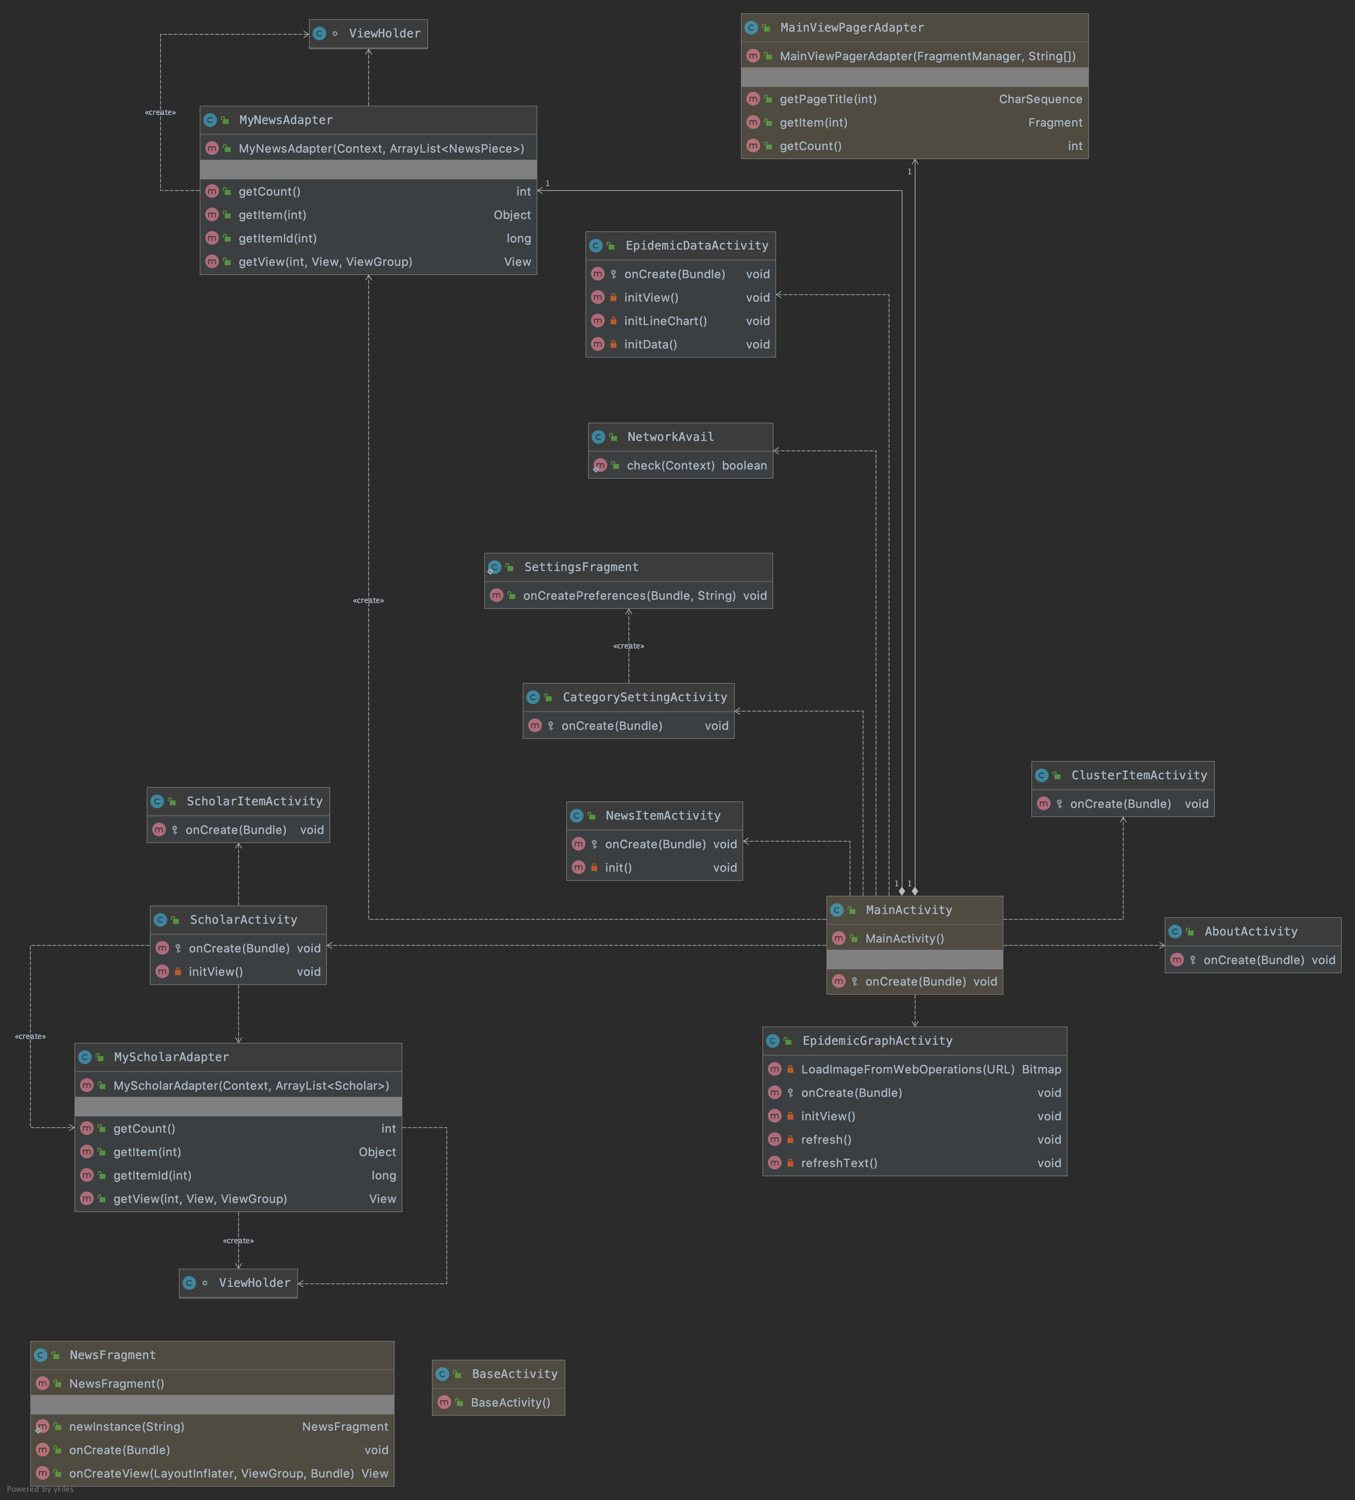 ViewHolder
«create»
MyNewsAdapter
MyNewsAdapter(Context, ArrayList<NewsPiece>)
getCount() int
getItem(int) Object
getItemId(int) long
getView(int, View, ViewGroup) View
MainViewPagerAdapter
MainViewPagerAdapter(FragmentManager, String[])
getPageTitle(int) CharSequence
getItem(int) Fragment
getCount() int
1
1
EpidemicDataActivity
onCreate(Bundle) void
initView() void
initLineChart() void
initData() void
NetworkAvail
check(Context) boolean
SettingsFragment
onCreatePreferences(Bundle, String) void
«create»
«create»
CategorySettingActivity
onCreate(Bundle) void
NewsItemActivity
onCreate(Bundle) void
init() void
ClusterItemActivity
onCreate(Bundle) void
ScholarItemActivity
onCreate(Bundle) void
1
1
MainActivity
MainActivity()
onCreate(Bundle) void
ScholarActivity
onCreate(Bundle) void
initView() void
AboutActivity
onCreate(Bundle) void
«create»
EpidemicGraphActivity
LoadImageFromWebOperations(URL) Bitmap
onCreate(Bundle) void
initView() void
refresh() void
refreshText() void
MyScholarAdapter
MyScholarAdapter(Context, ArrayList<Scholar>)
getCount() int
getItem(int) Object
getItemId(int) long
getView(int, View, ViewGroup) View
«create»
ViewHolder
NewsFragment
NewsFragment()
newInstance(String) NewsFragment
onCreate(Bundle) void
onCreateView(LayoutInflater, ViewGroup, Bundle) View
BaseActivity
BaseActivity()
Powered by yFiles